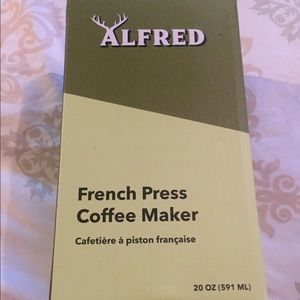 ALFRED
French Press
Coffee Maker
Cafetière à piston française
20 OZ (591 ML)